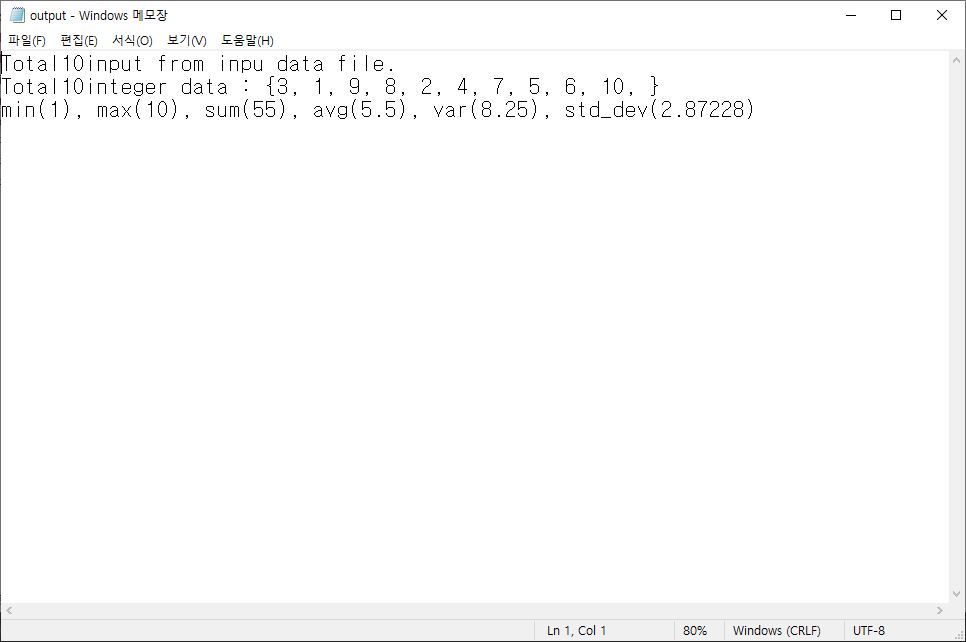 output - Windows 메모장
파일(F) 편집(E) 서식(O) 보기(V) 도움말(H)
Total10input from inpu data file.
Total10integer data : {3, 1, 9, 8, 2, 4, 7, 5, 6, 10, }
min(1), max(10), sum(55), avg(5.5), var(8.25), std_dev(2.87228)
Ln 1, Col 1 80% Windows (CRLF) UTF-8